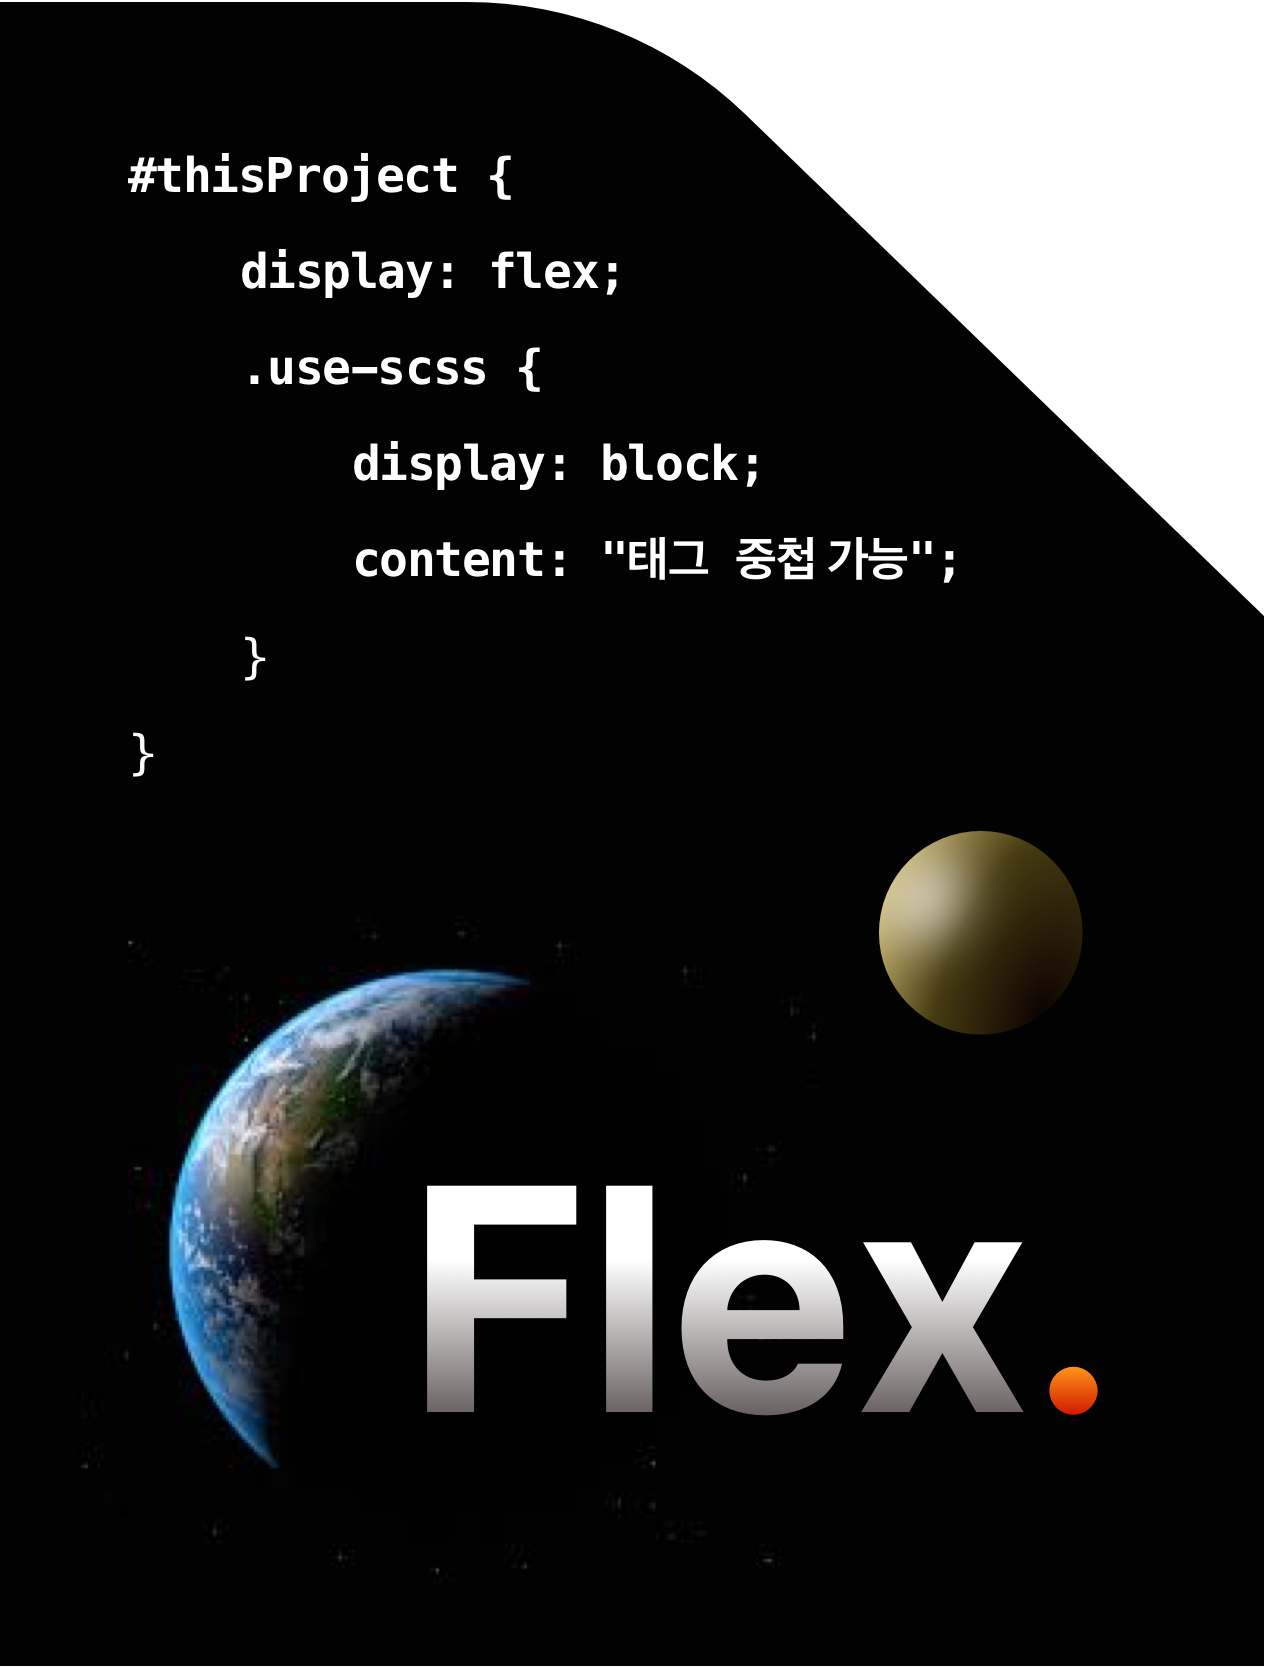 #thisProject {
display: flex;
.use-scss {
display: block;
content: "태그 중첩 가능";
}
}
Flex.